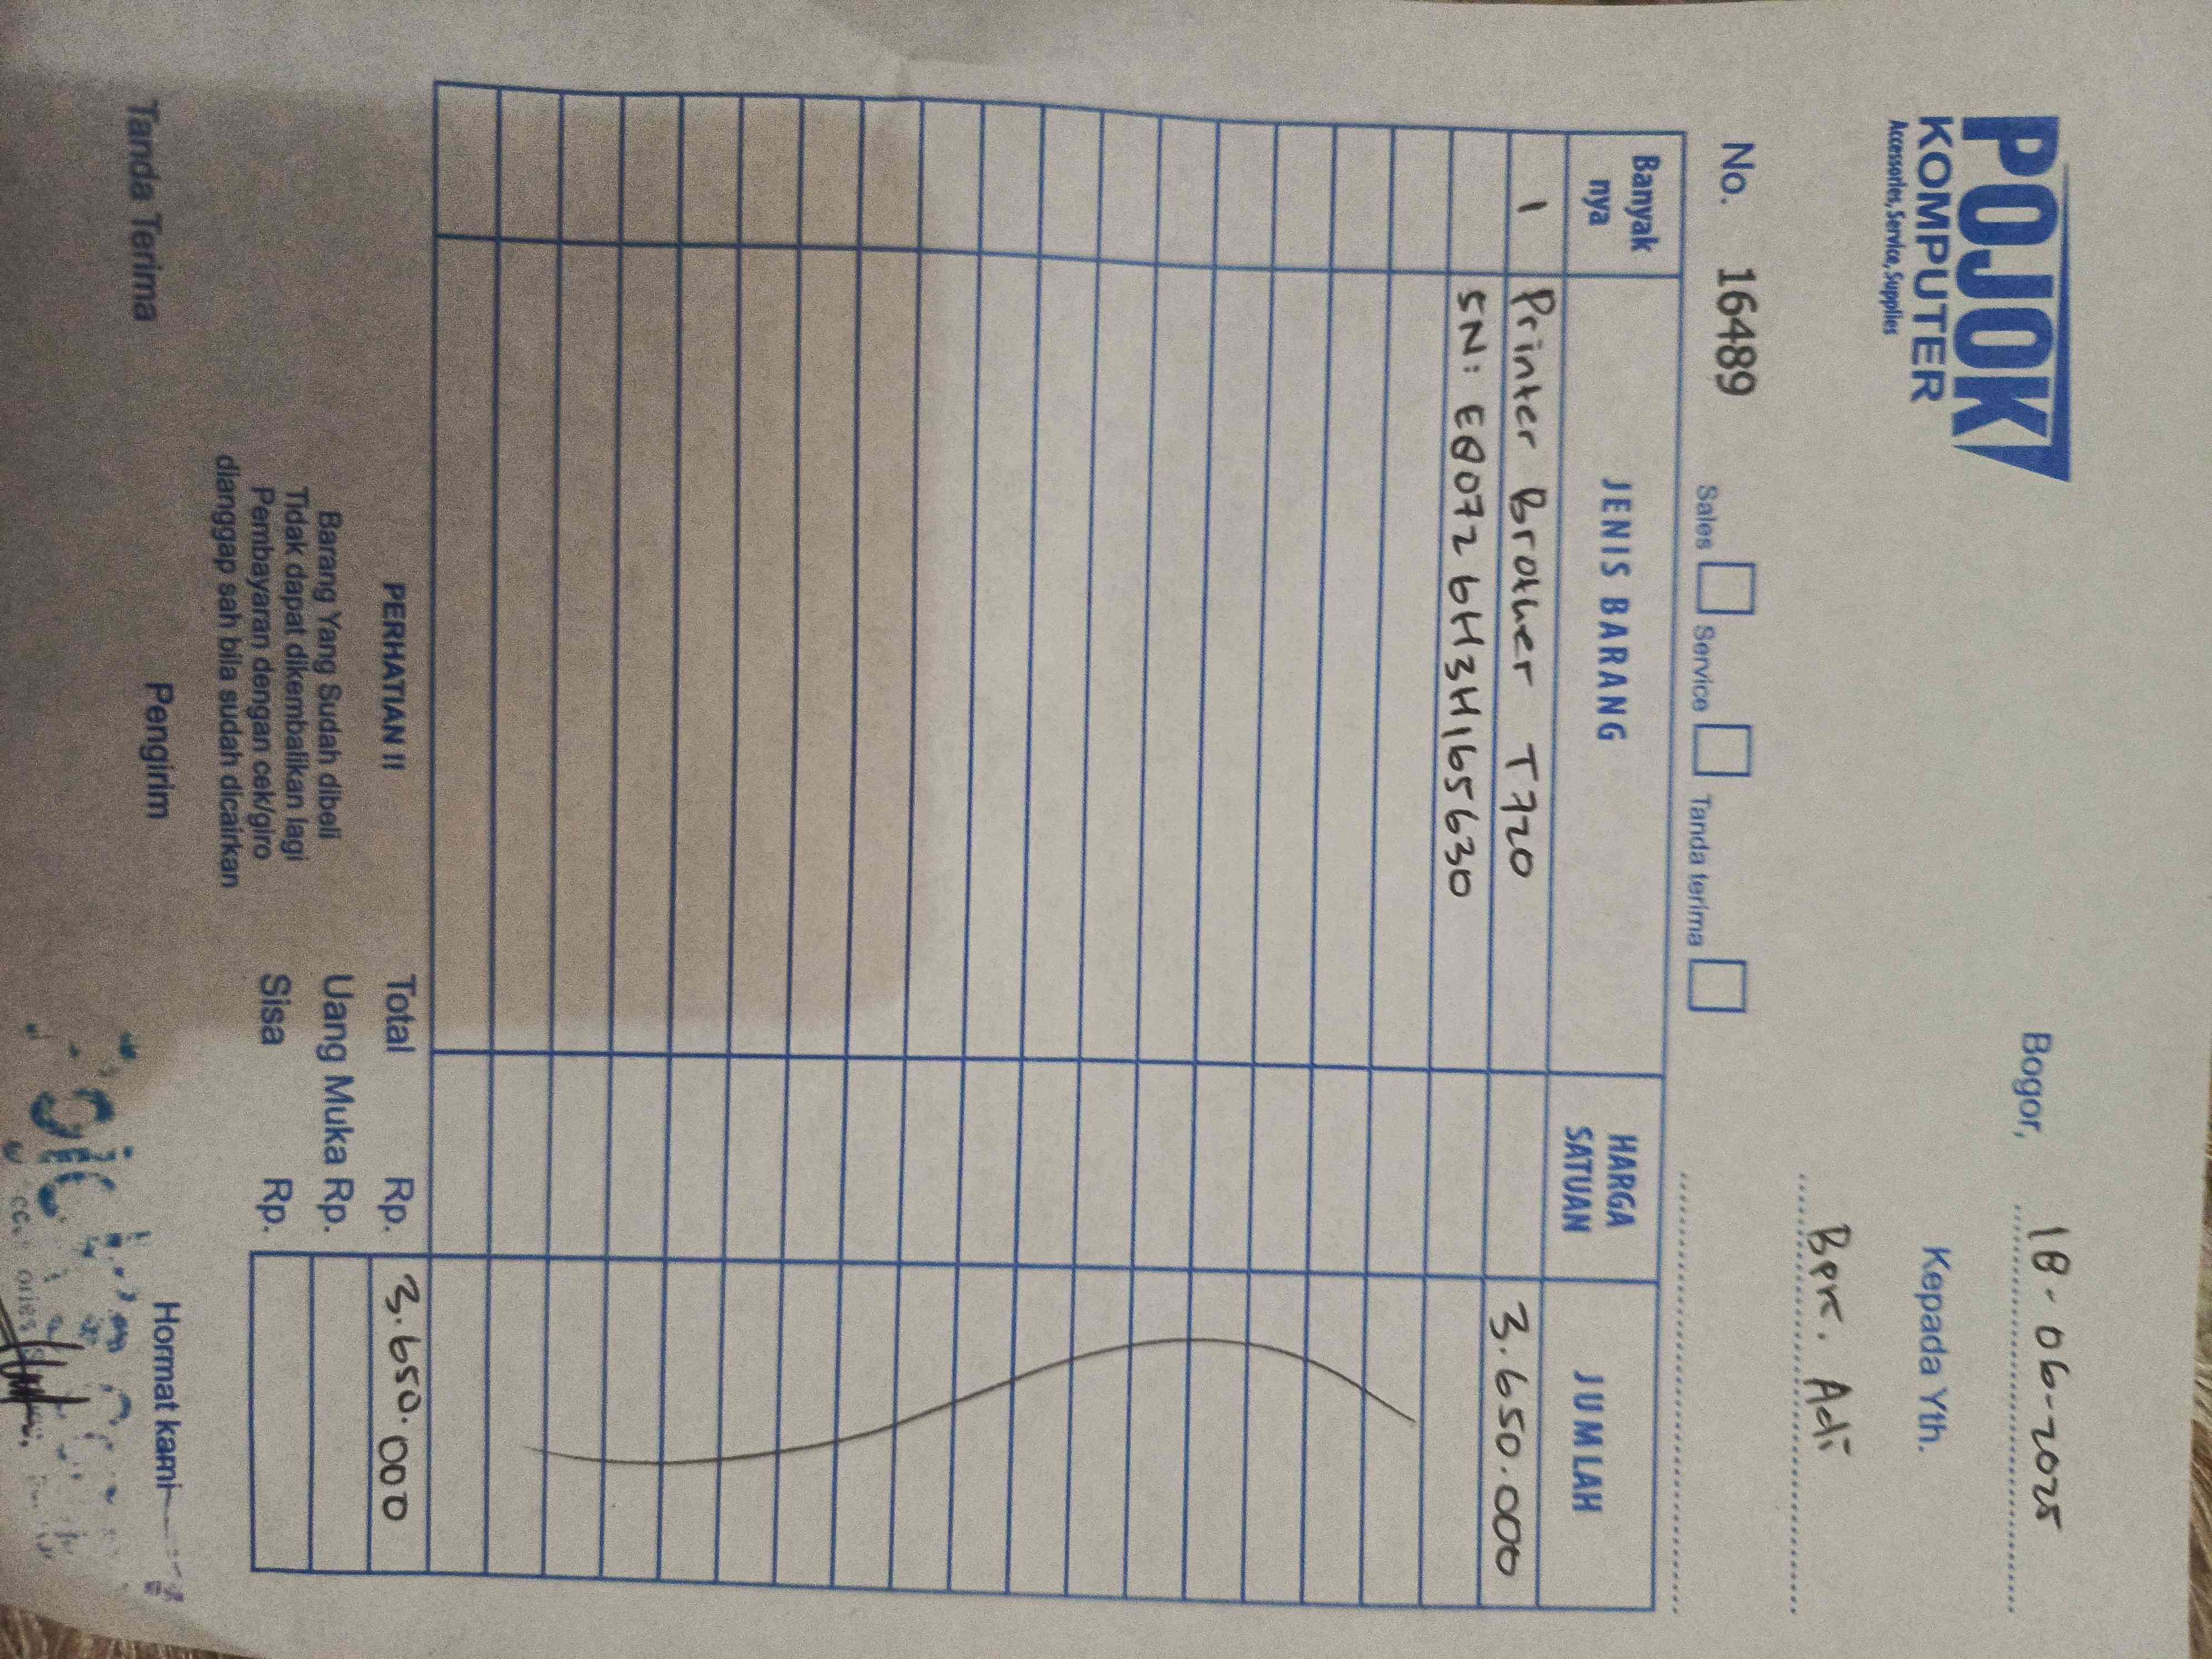 POJOK
KOMPUTER
Accessories, Service, Supplies
Bogor, 18-06-2025
Kepada Yth.
Bpk. Adi
No. 16489 Sales Service Tanda terima
Banyak nya JENIS BARANG HARGA SATUAN JUMLAH
1 Printer Brother T720 3.650.000
SN: E80726H3H165630
PERHATIAN !!
Barang Yang Sudah dibeli
Tidak dapat dikembalikan lagi
Pembayaran dengan cek/giro
dianggap sah bila sudah dicairkan
Total Rp. 3.650.000
Uang Muka Rp.
Sisa Rp.
Tanda Terima Pengirim Hormat kami